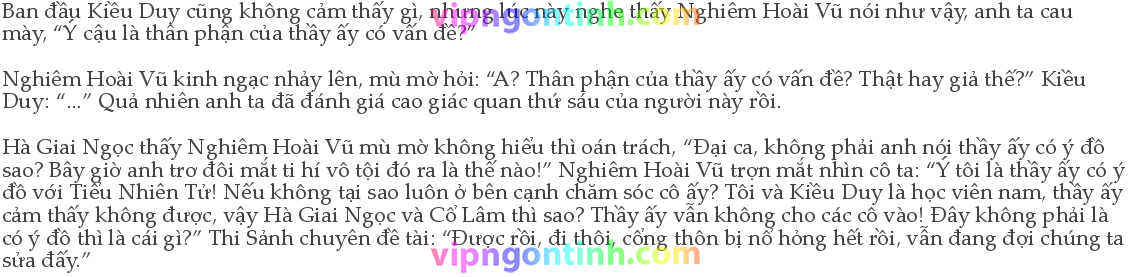 Ban đầu Kiều Duy cũng không cảm thấy gì, nhưng lúc này nghe thấy Nghiêm Hoài Vũ nói như vậy, anh ta cau
mày, “Ý cậu là thân phận của thầy ấy có vấn đề?”
Nghiêm Hoài Vũ kinh ngạc nhảy lên, mù mờ hỏi: “A? Thân phận của thầy ấy có vấn đề? Thật hay giả thế?” Kiều
Duy: “...” Quả nhiên anh ta đã đánh giá cao giác quan thứ sáu của người này rồi.
Hà Giai Ngọc thấy Nghiêm Hoài Vũ mù mờ không hiểu thì oán trách, “Đại ca, không phải anh nói thầy ấy có ý đồ
sao? Bây giờ anh trơ đôi mắt ti hí vô tội đó ra là thế nào!” Nghiêm Hoài Vũ trợn mắt nhìn cô ta: “Ý tôi là thầy ấy có ý
đồ với Tiểu Nhiên Tử! Nếu không tại sao luôn ở bên cạnh chăm sóc cô ấy? Tôi và Kiều Duy là học viên nam, thầy ấy
cảm thấy không được, vậy Hà Giai Ngọc và Cổ Lâm thì sao? Thầy ấy vẫn không cho các cô vào! Đây không phải là
có ý đồ thì là cái gì?” Thi Sảnh chuyên đề tài: “Được rồi, đi thôi, cổng thôn bị nổ hỏng hết rồi, vẫn đang đợi chúng ta
sửa đấy.”
vipngontinh.com
vipngontinh.com